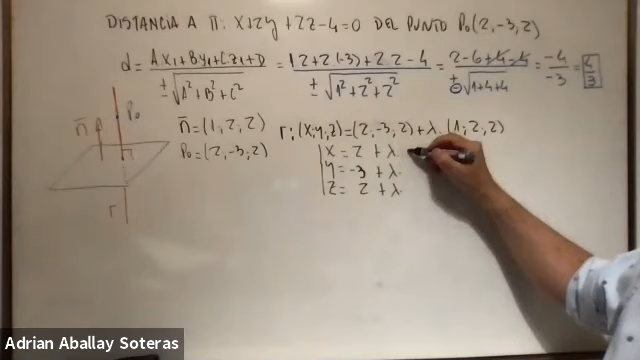 DISTANCIA A π: X+2y+2z-4=0 DEL PUNTO P₀(2,-3,2)
d = (A.X₁+By₁+Cz₁+D)/(±√(A²+B²+C²)) = (1.2+2(-3)+2.2-4)/(±√(1²+2²+2²)) = (2-6+4-4)/(±√(1+4+4)) = -4/-3 = 4/3
P₀
n̄
r
n̄=(1;2;2)
P₀=(2,-3;2)
r: (X;y;z)=(2,-3,2)+λ.(1;2;2)
X = 2 + λ.
y = -3 + λ.
z = 2 + λ.
Adrian Aballay Soteras